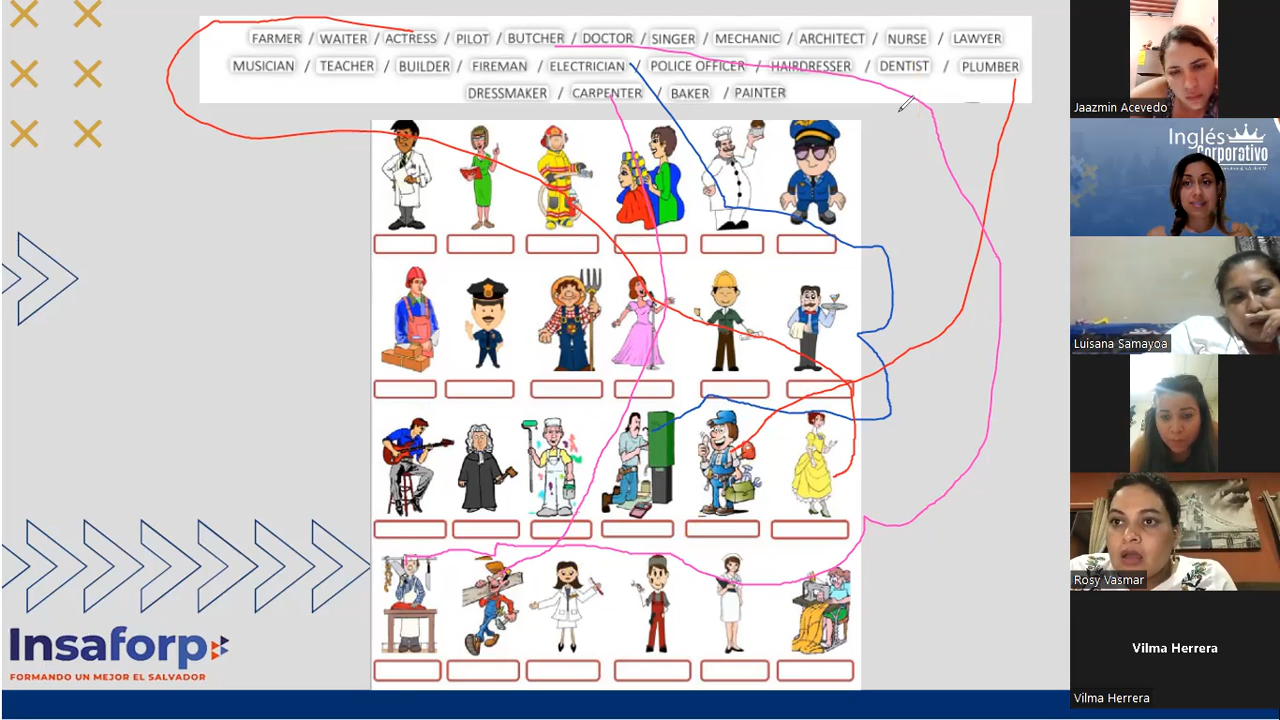 FARMER / WAITER / ACTRESS / PILOT / BUTCHER / DOCTOR / SINGER / MECHANIC / ARCHITECT / NURSE / LAWYER
MUSICIAN / TEACHER / BUILDER / FIREMAN / ELECTRICIAN / POLICE OFFICER / HAIRDRESSER / DENTIST / PLUMBER
DRESSMAKER / CARPENTER / BAKER / PAINTER
Insaforp
FORMANDO UN MEJOR EL SALVADOR
Jaazmin Acevedo
Inglés
Corporativo
Luisana Samayoa
Rosy Vasmar
Vilma Herrera
Vilma Herrera